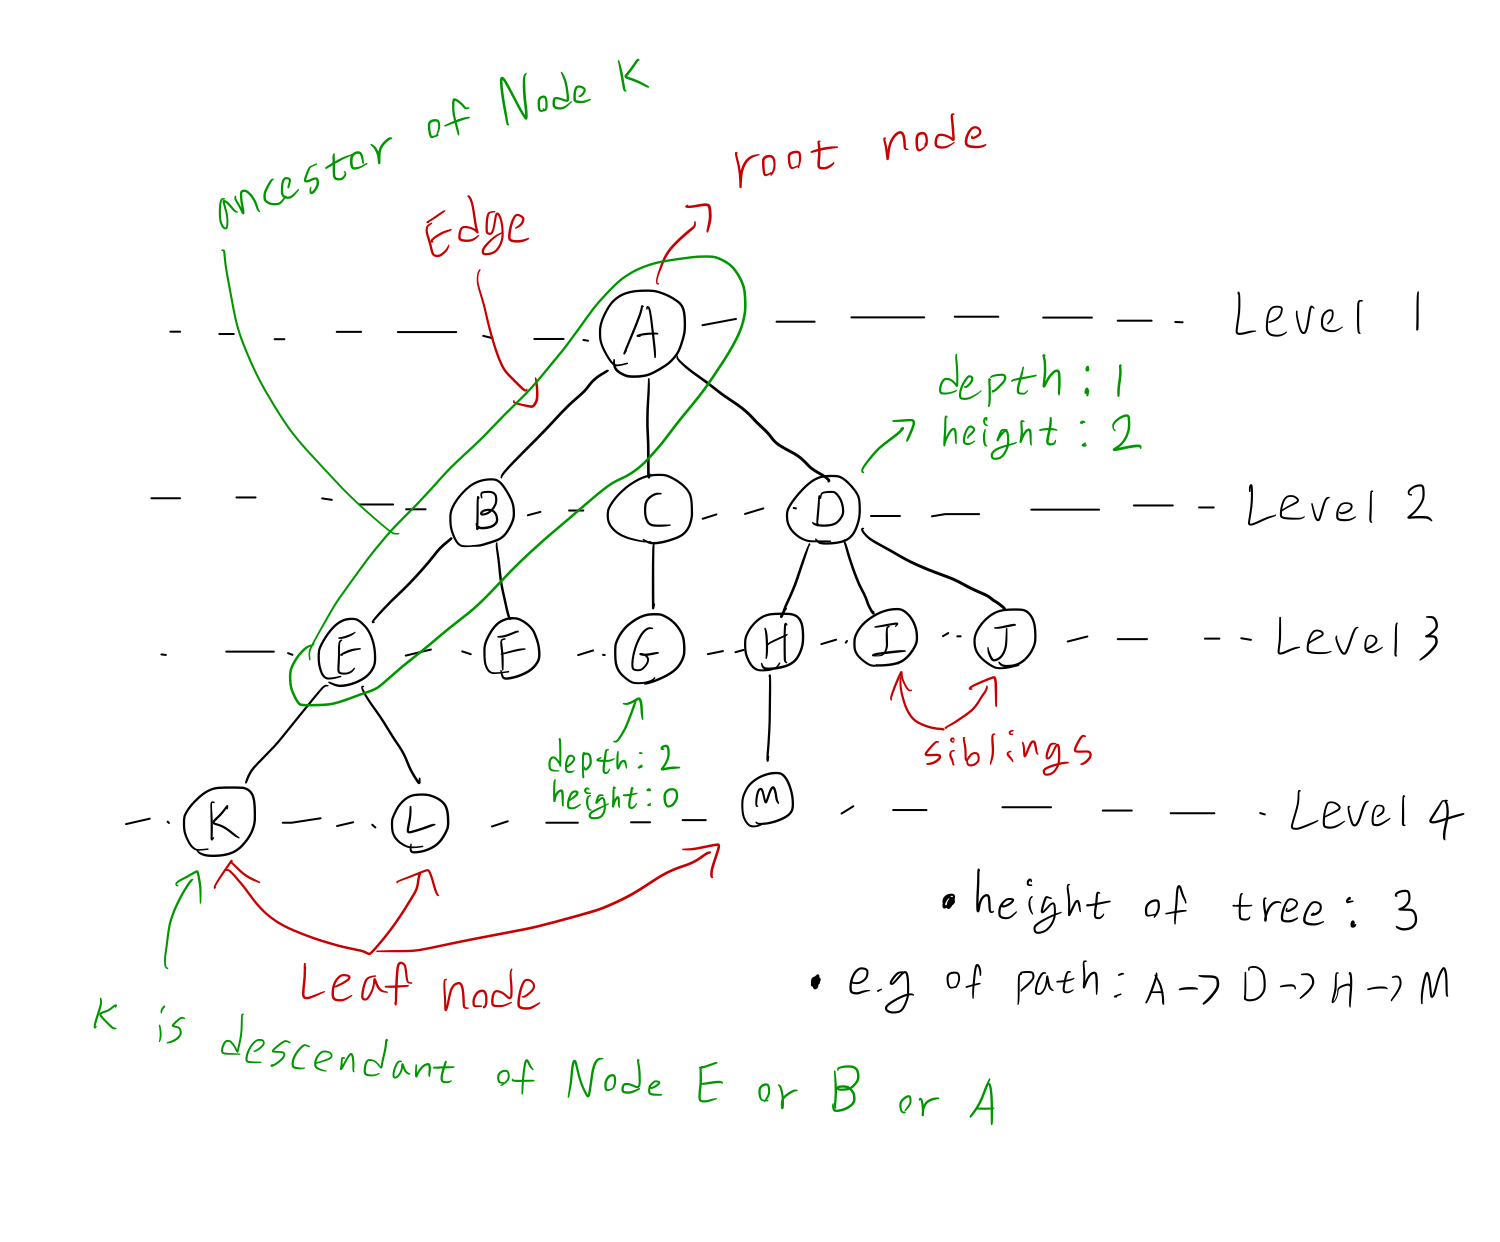 ancestor of Node K
root node
Edge
A
Level 1
depth: 1
height: 2
B
C
D
Level 2
E
F
G
H
I
J
Level 3
depth: 2
height: 0
siblings
K
L
M
Level 4
• height of tree: 3
Leaf node
• e.g of path: A -> D -> H -> M
K is descendant of Node E or B or A